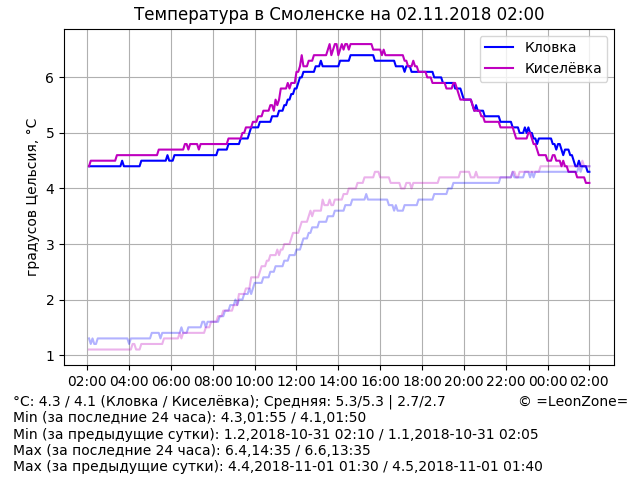 Температура в Смоленске на 02.11.2018 02:00
градусов Цельсия, °C
6
5
4
3
2
1
Кловка
Киселёвка
02:00 04:00 06:00 08:00 10:00 12:00 14:00 16:00 18:00 20:00 22:00 00:00 02:00
°C: 4.3 / 4.1 (Кловка / Киселёвка); Средняя: 5.3/5.3 | 2.7/2.7 © =LeonZone=
Min (за последние 24 часа): 4.3,01:55 / 4.1,01:50
Min (за предыдущие сутки): 1.2,2018-10-31 02:10 / 1.1,2018-10-31 02:05
Max (за последние 24 часа): 6.4,14:35 / 6.6,13:35
Max (за предыдущие сутки): 4.4,2018-11-01 01:30 / 4.5,2018-11-01 01:40